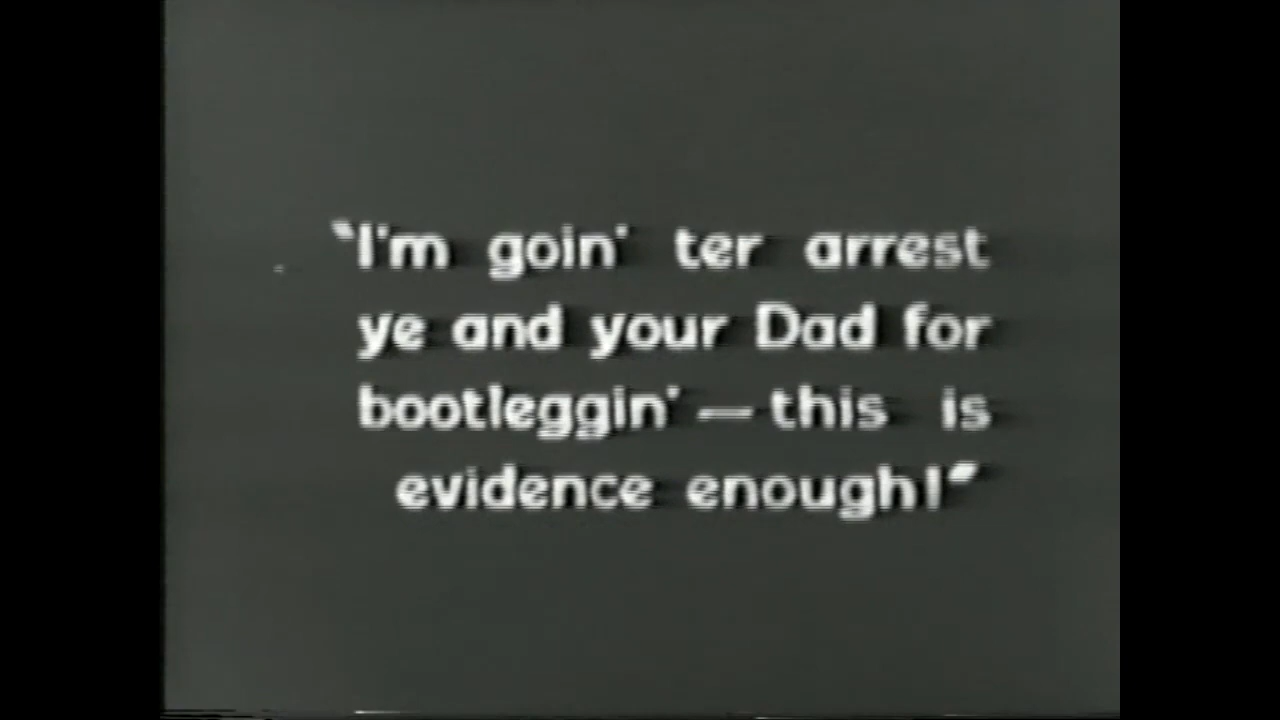 "I'm goin' ter arrest
ye and your Dad for
bootleggin' — this is
evidence enough!"